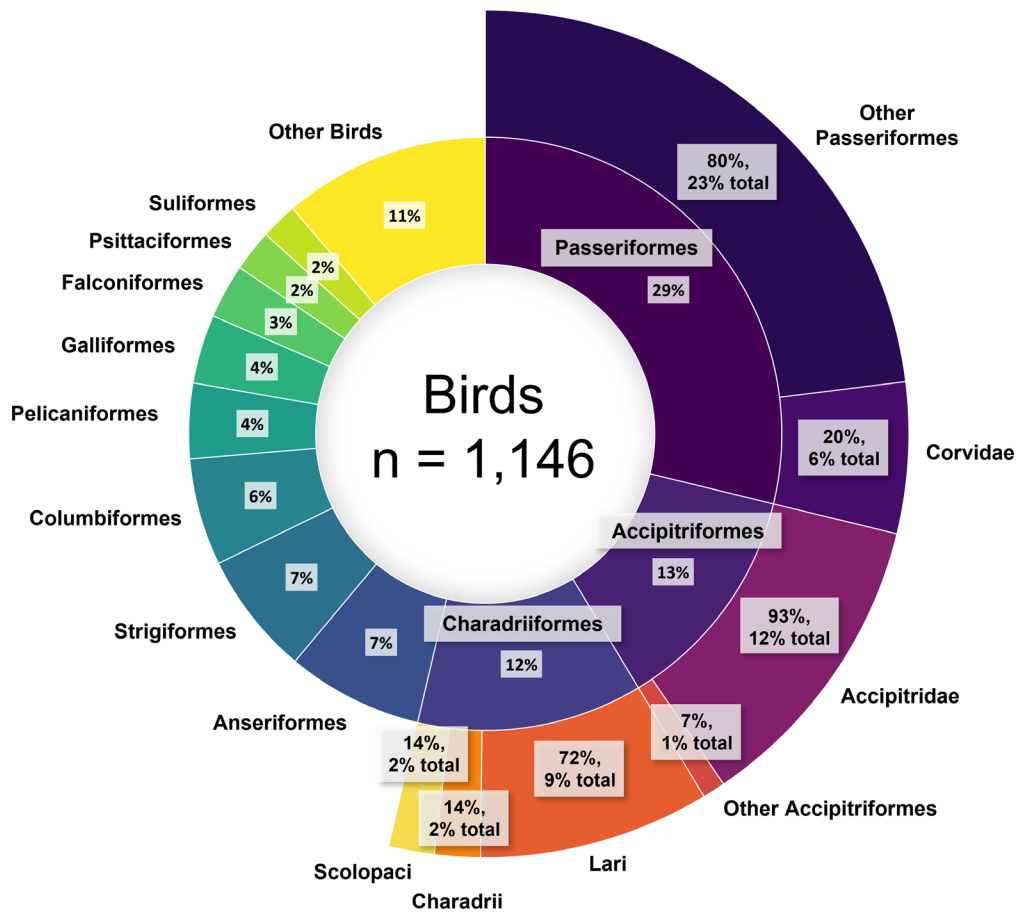 Other
Passeriformes
Other Birds
80%,
23% total
Suliformes
11%
Psittaciformes
Passeriformes
2%
Falconiformes
2%
29%
3%
Galliformes
4%
Birds
n = 1,146
Pelicaniformes
4%
20%,
6% total
Corvidae
6%
Columbiformes
Accipitriformes
13%
7%
Strigiformes
Charadriiformes
93%,
12% total
7%
12%
Accipitridae
Anseriformes
14%,
2% total
7%,
1% total
72%,
9% total
14%,
2% total
Other Accipitriformes
Scolopaci
Lari
Charadrii